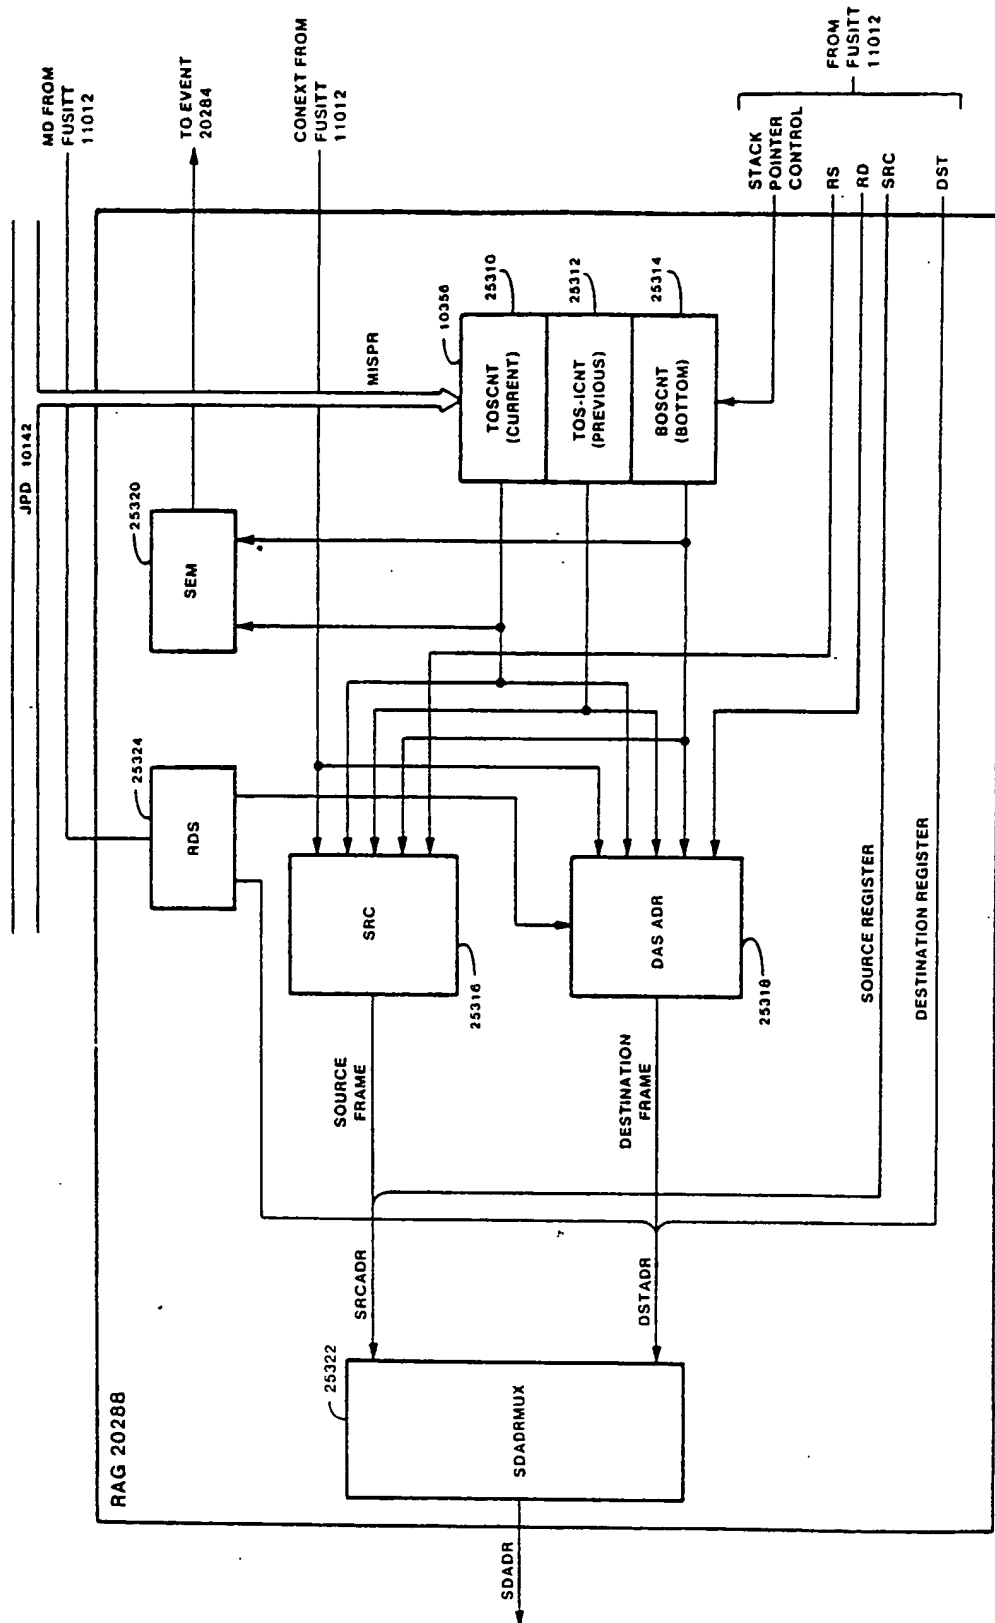 JPD 10142
MD FROM
FUSITT
11012
TO EVENT
20284
CONEXT FROM
FUSITT
11012
FROM
FUSITT
11012
STACK
POINTER
CONTROL
RS
RD
SRC
DST
RAG 20288
MISPR
10356
25310
25312
25314
TOSCNT
(CURRENT)
TOS-ICNT
(PREVIOUS)
BOSCNT
(BOTTOM)
25320
SEM
25324
RDS
SRC
25316
DAS ADR
25318
SOURCE
FRAME
DESTINATION
FRAME
SOURCE REGISTER
DESTINATION REGISTER
SRCADR
DSTADR
25322
SDADRMUX
SDADR